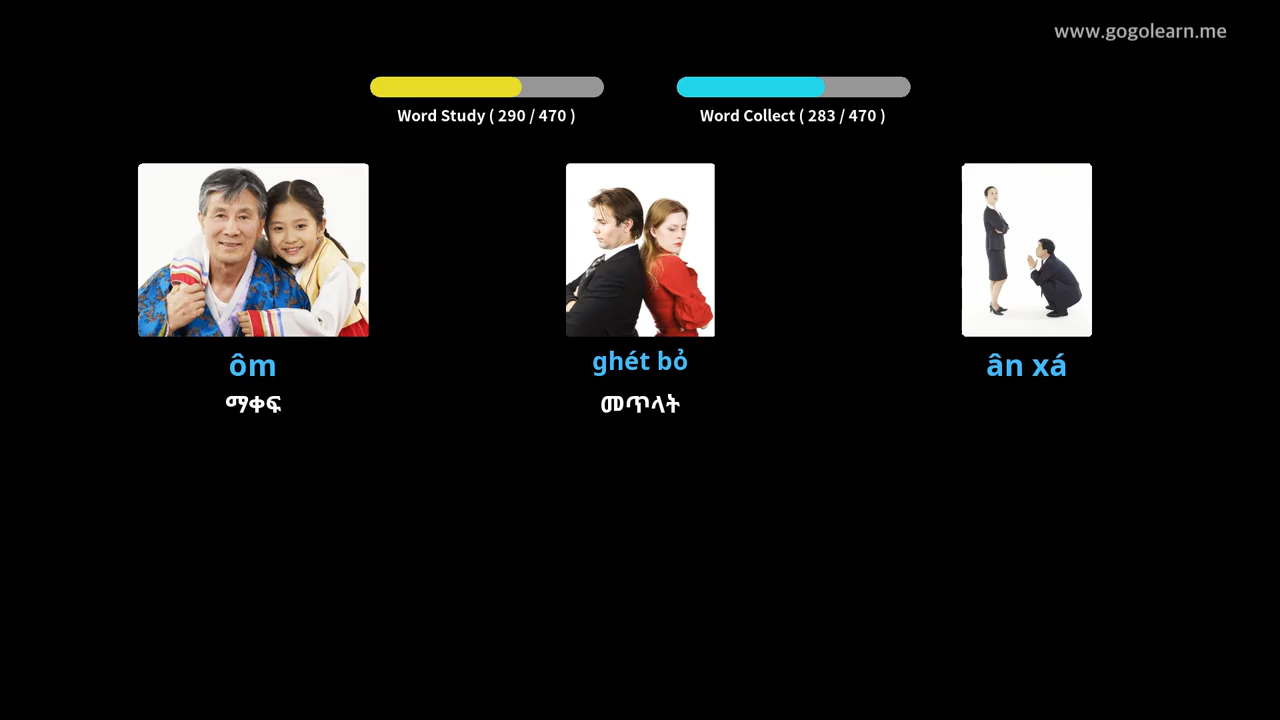 www.gogolearn.me
Word Study ( 290 / 470 )
Word Collect ( 283 / 470 )
ôm
ghét bỏ
ân xá
ማቀፍ
መጥላት